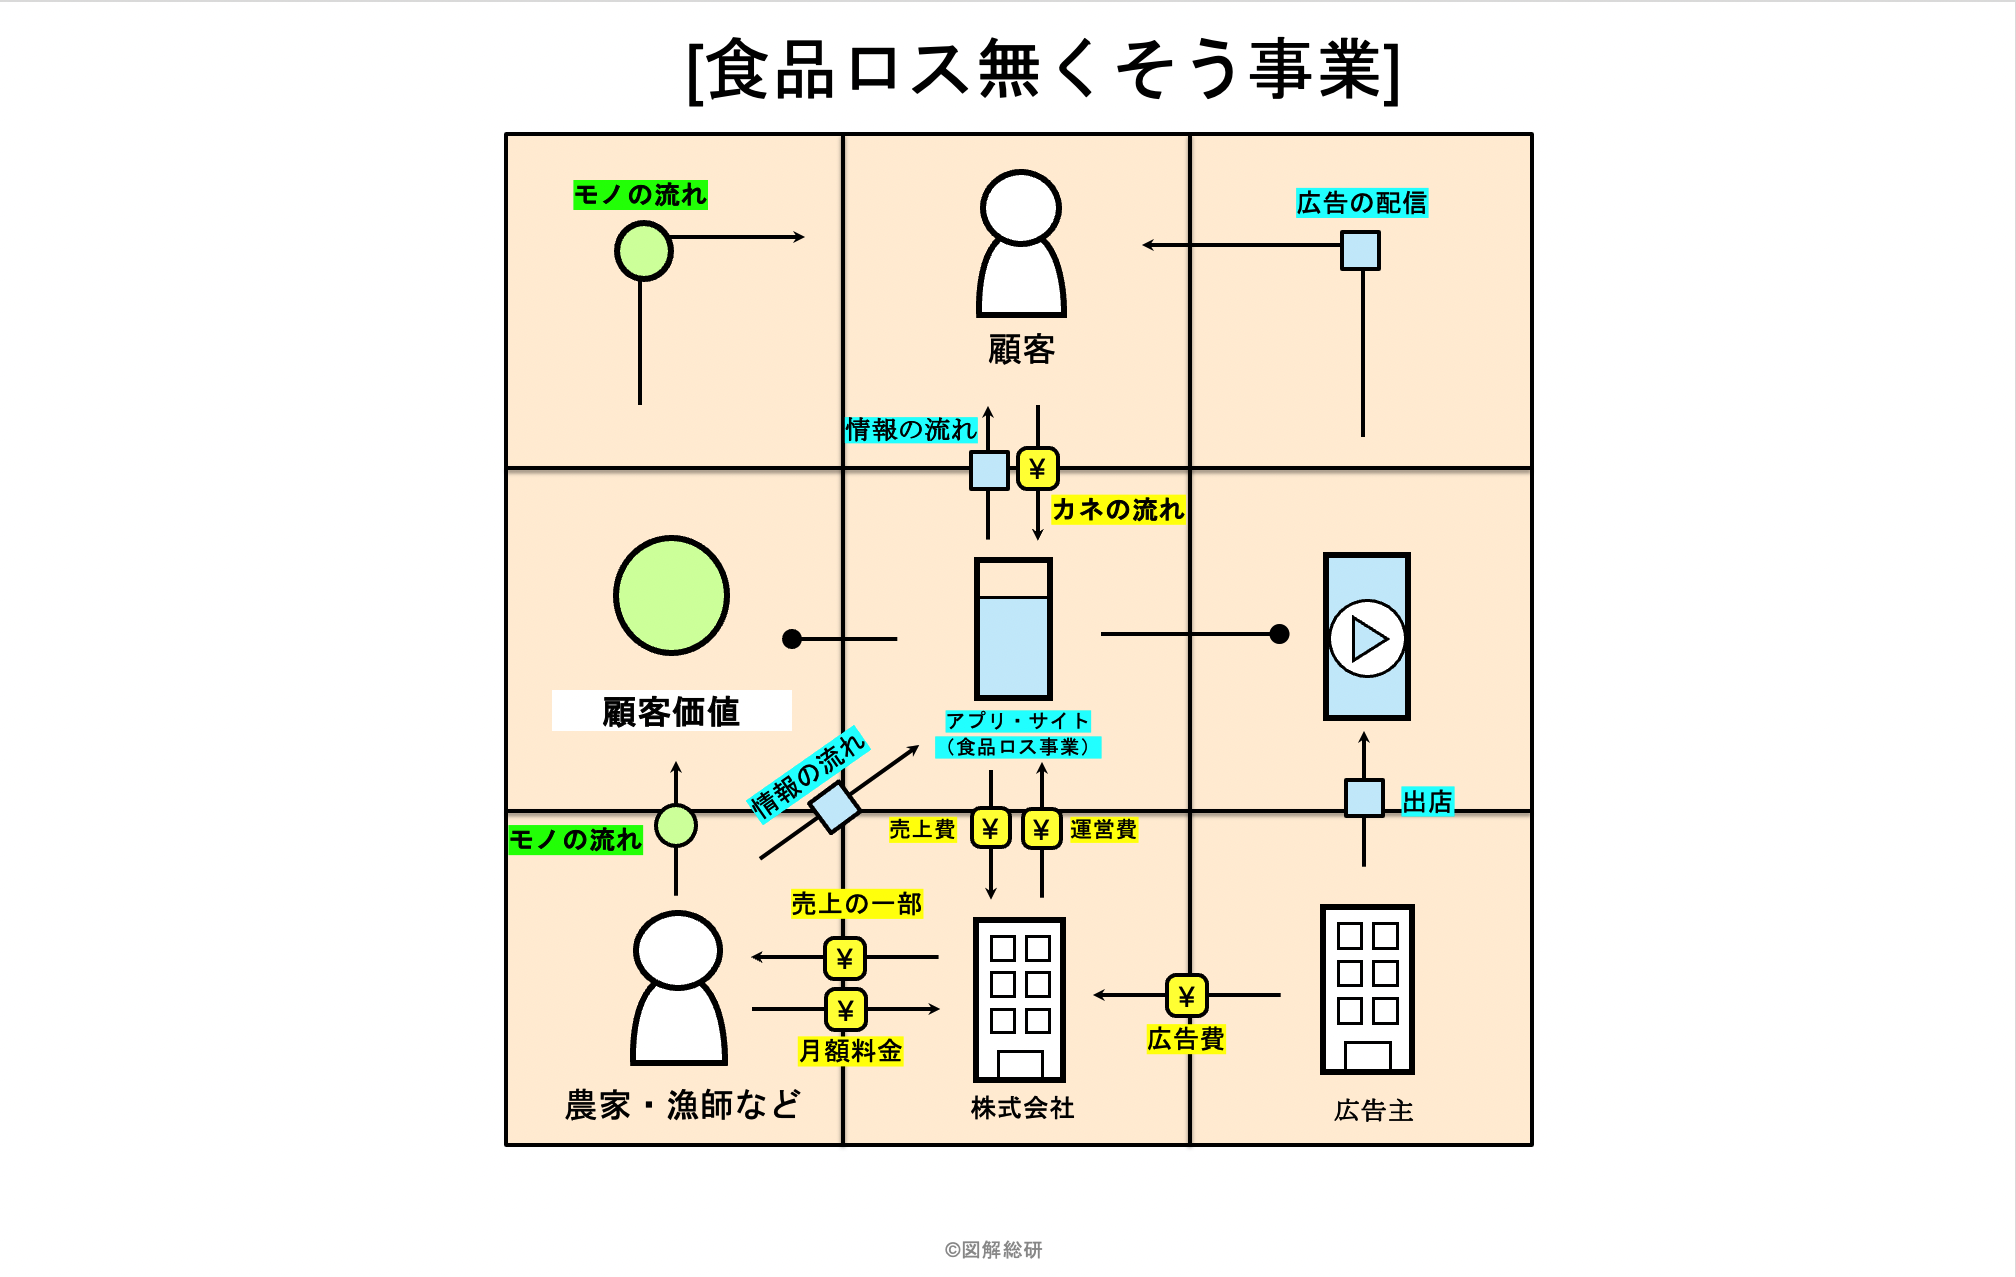 [食品ロス無くそう事業]
モノの流れ
広告の配信
顧客
情報の流れ
¥
カネの流れ
顧客価値
アプリ・サイト
（食品ロス事業）
情報の流れ
モノの流れ
売上費
¥
¥
運営費
出店
売上の一部
¥
¥
月額料金
¥
広告費
農家・漁師など
株式会社
広告主
©図解総研